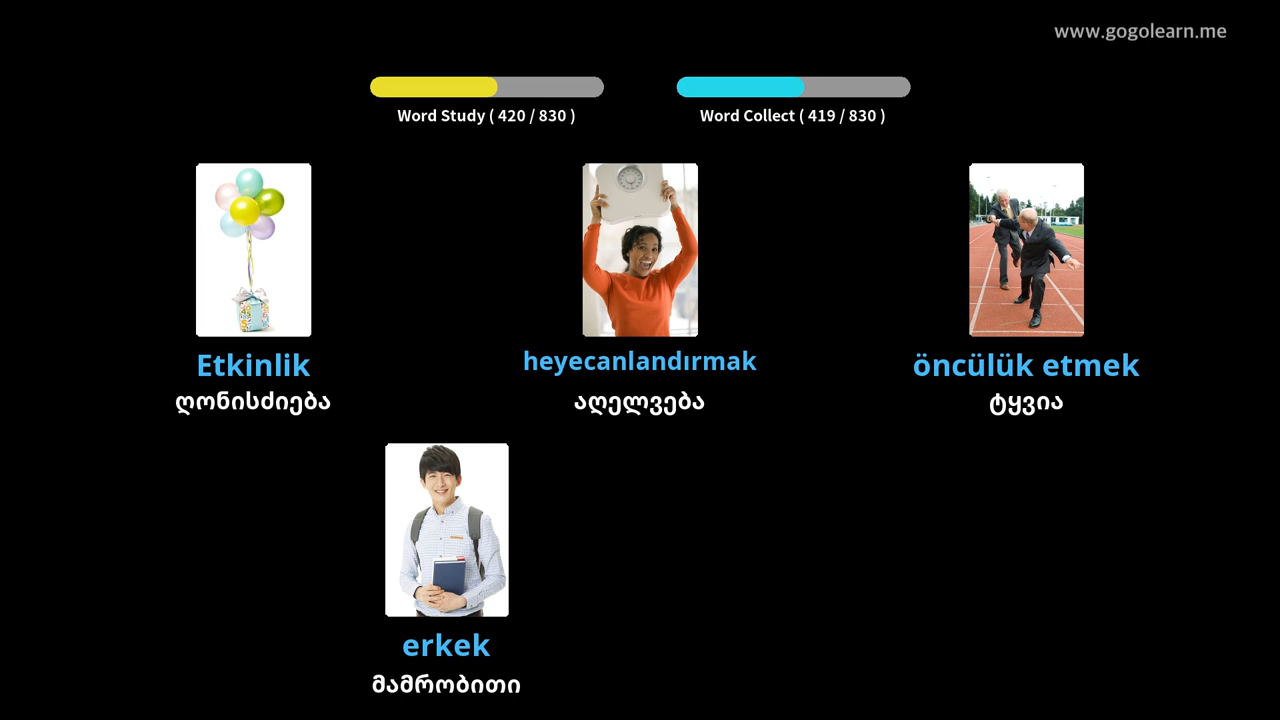 www.gogolearn.me
Word Study ( 420 / 830 )
Word Collect ( 419 / 830 )
Etkinlik
ღონისძიება
heyecanlandırmak
აღელვება
öncülük etmek
ტყვია
erkek
მამრობითი